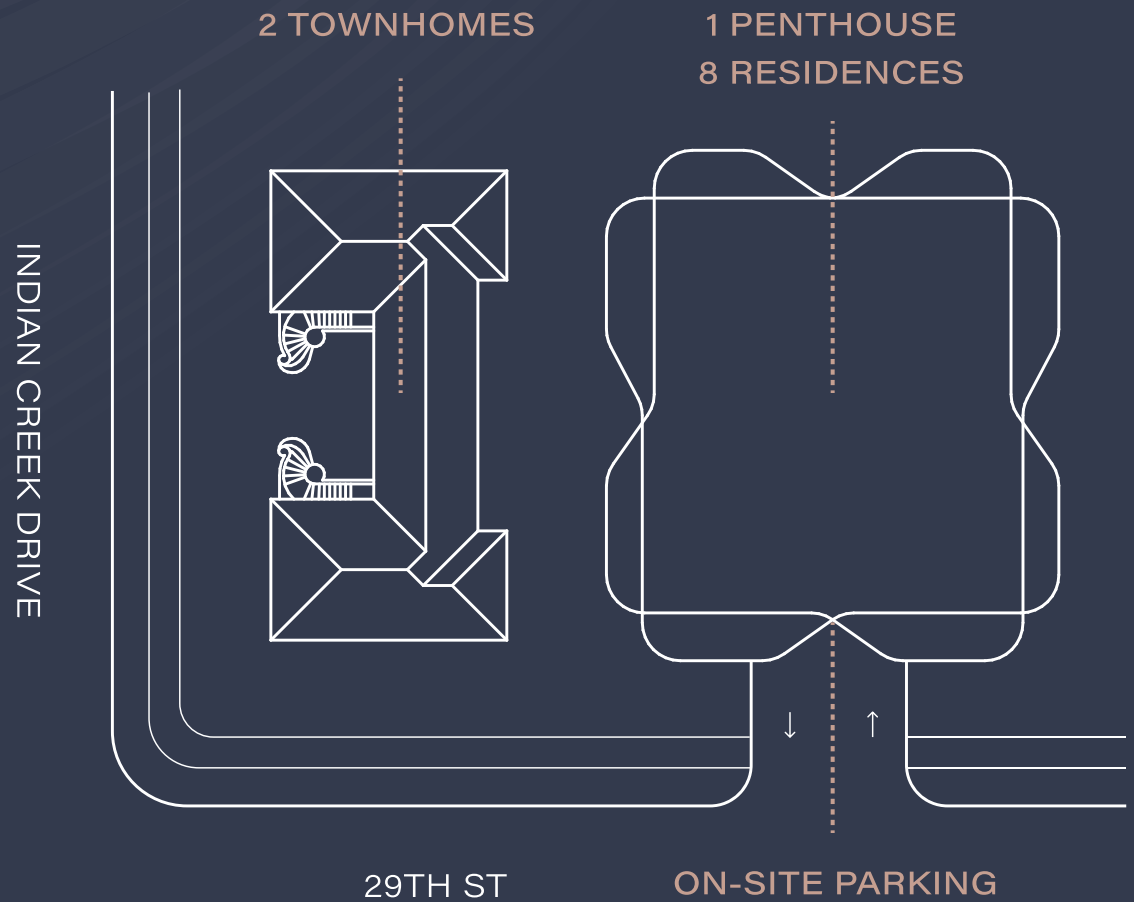 2 TOWNHOMES
1 PENTHOUSE
8 RESIDENCES
INDIAN CREEK DRIVE
29TH ST
ON-SITE PARKING